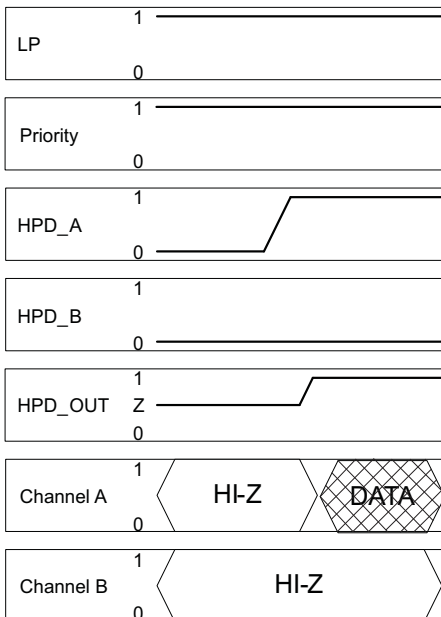 1
LP
0
1
Priority
0
1
HPD_A
0
1
HPD_B
0
1
HPD_OUT Z
0
1
Channel A HI-Z DATA
0
1
Channel B HI-Z
0